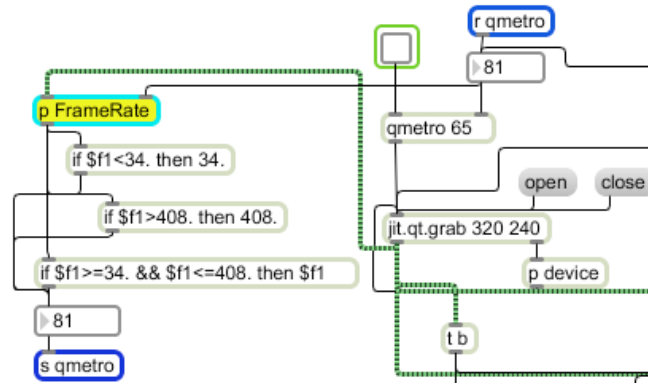 r qmetro
81
p FrameRate
qmetro 65
if $f1<34. then 34.
open
close
if $f1>408. then 408.
jit.qt.grab 320 240
if $f1>=34. && $f1<=408. then $f1
p device
81
t b
s qmetro